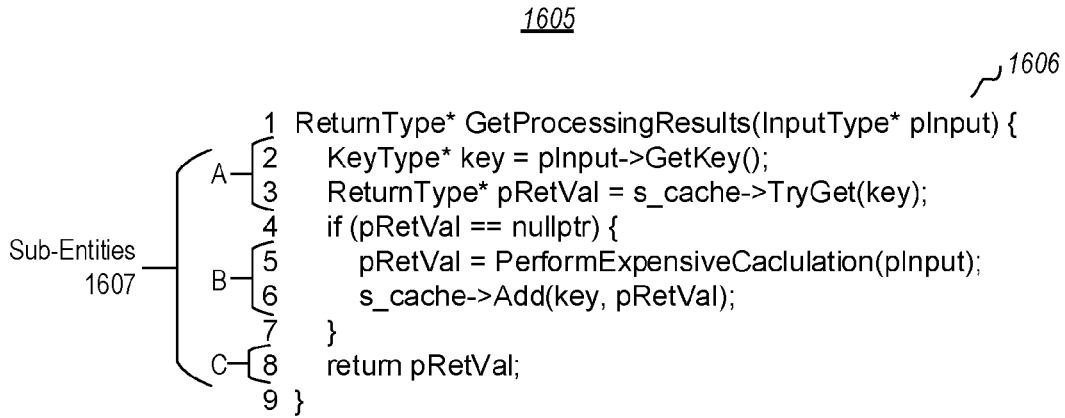 1605
1606
1 ReturnType* GetProcessingResults(InputType* pInput) {
2 KeyType* key = pInput->GetKey();
A
3 ReturnType* pRetVal = s_cache->TryGet(key);
4 if (pRetVal == nullptr) {
Sub-Entities
1607
5 pRetVal = PerformExpensiveCaclulation(pInput);
B
6 s_cache->Add(key, pRetVal);
7 }
C 8 return pRetVal;
9 }